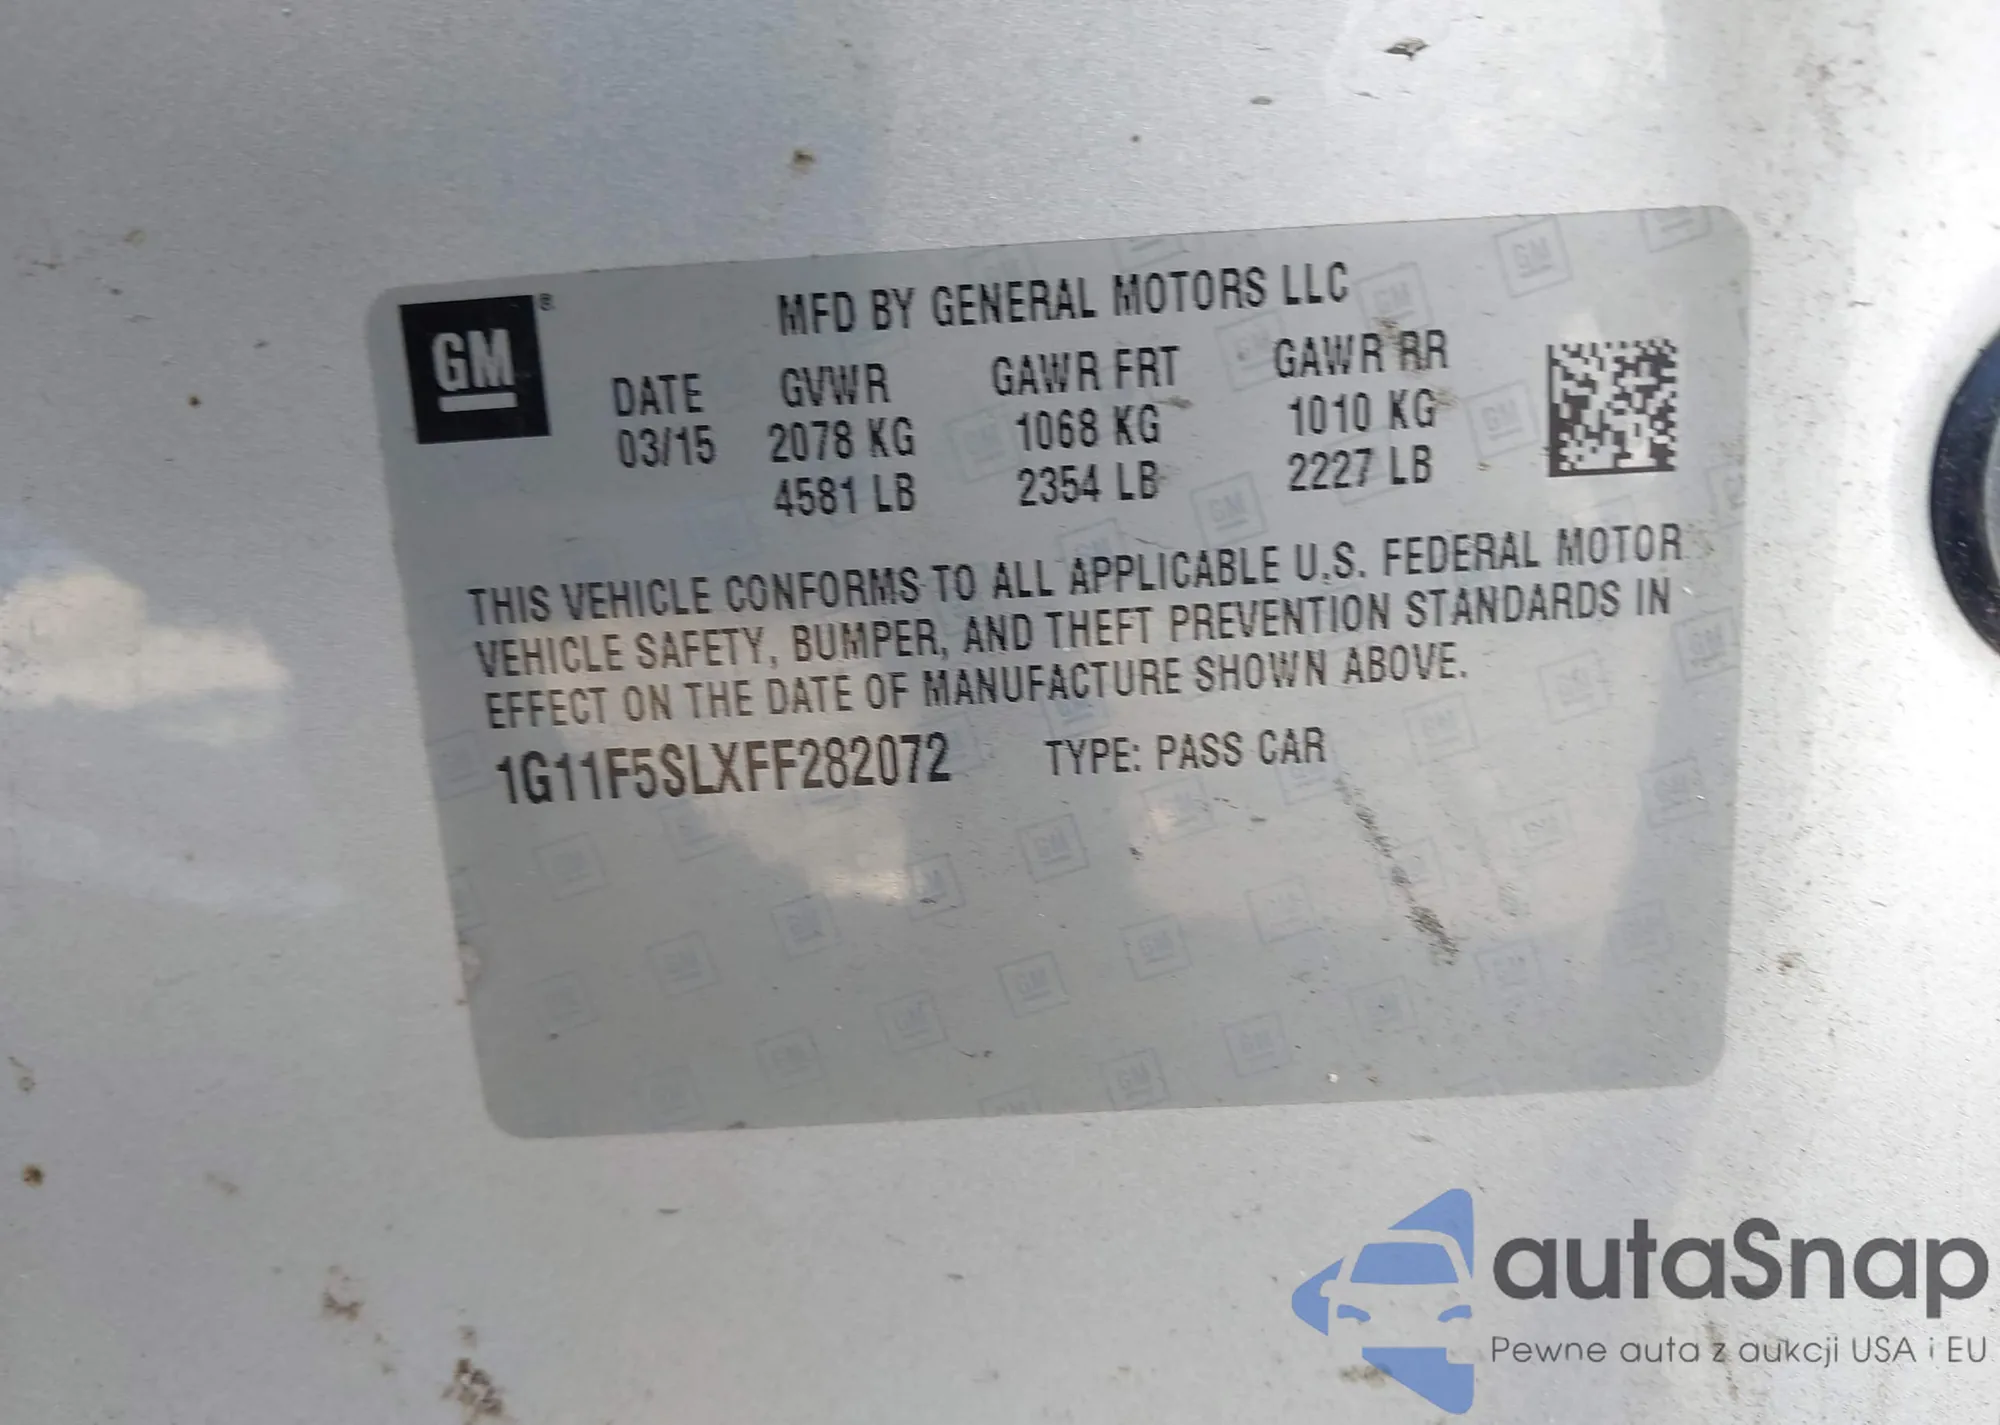 GM ®
MFD BY GENERAL MOTORS LLC
DATE GVWR GAWR FRT GAWR RR
03/15 2078 KG 1068 KG 1010 KG
4581 LB 2354 LB 2227 LB
THIS VEHICLE CONFORMS TO ALL APPLICABLE U.S. FEDERAL MOTOR
VEHICLE SAFETY, BUMPER, AND THEFT PREVENTION STANDARDS IN
EFFECT ON THE DATE OF MANUFACTURE SHOWN ABOVE.
1G11F5SLXFF282072 TYPE: PASS CAR
autaSnap
Pewne auta z aukcji USA i EU